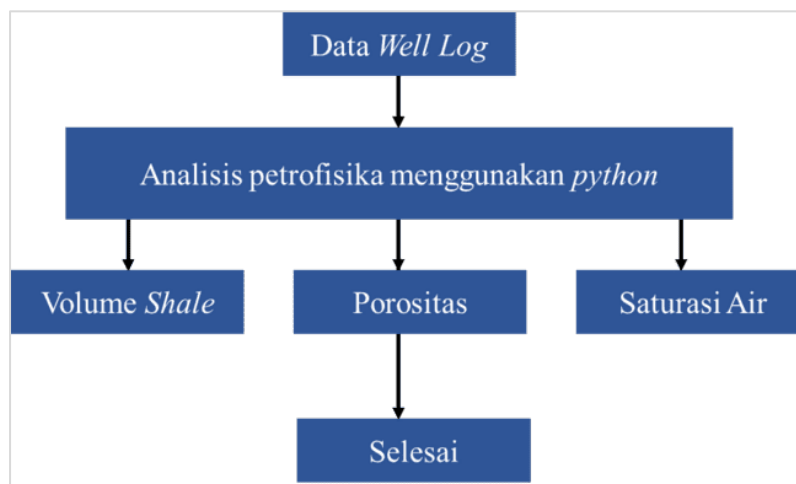 Data Well Log
Analisis petrofisika menggunakan python
Volume Shale
Porositas
Saturasi Air
Selesai